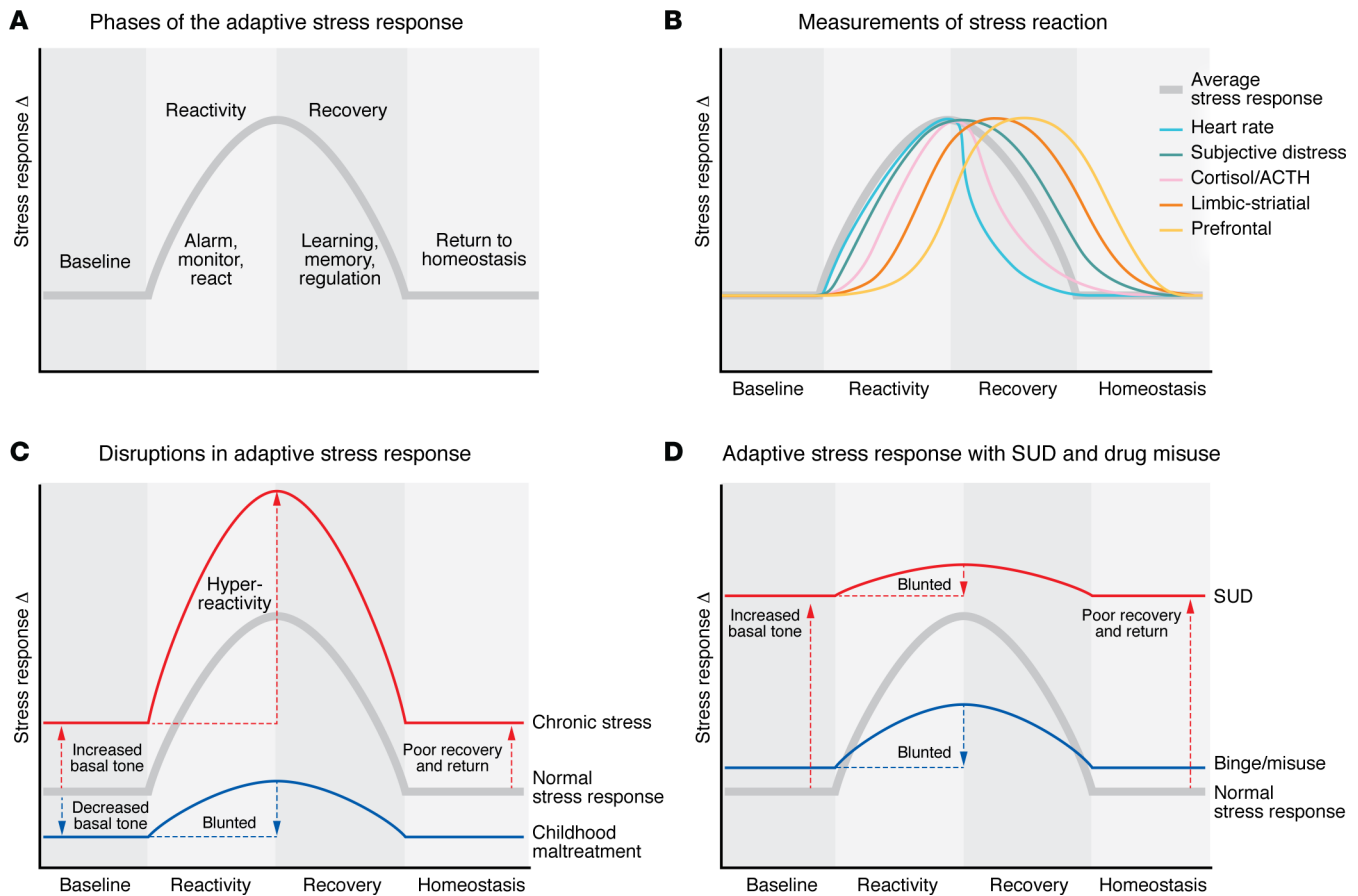 A
Phases of the adaptive stress response
Stress response Δ
Reactivity
Recovery
Baseline
Alarm,
monitor,
react
Learning,
memory,
regulation
Return to
homeostasis
B
Measurements of stress reaction
Stress response Δ
Average
stress response
Heart rate
Subjective distress
Cortisol/ACTH
Limbic-striatial
Prefrontal
Baseline
Reactivity
Recovery
Homeostasis
C
Disruptions in adaptive stress response
Stress response Δ
Hyper-
reactivity
Increased
basal tone
Decreased
basal tone
Blunted
Poor recovery
and return
Chronic stress
Normal
stress response
Childhood
maltreatment
Baseline
Reactivity
Recovery
Homeostasis
D
Adaptive stress response with SUD and drug misuse
Stress response Δ
Blunted
Increased
basal tone
Poor recovery
and return
Blunted
SUD
Binge/misuse
Normal
stress response
Baseline
Reactivity
Recovery
Homeostasis